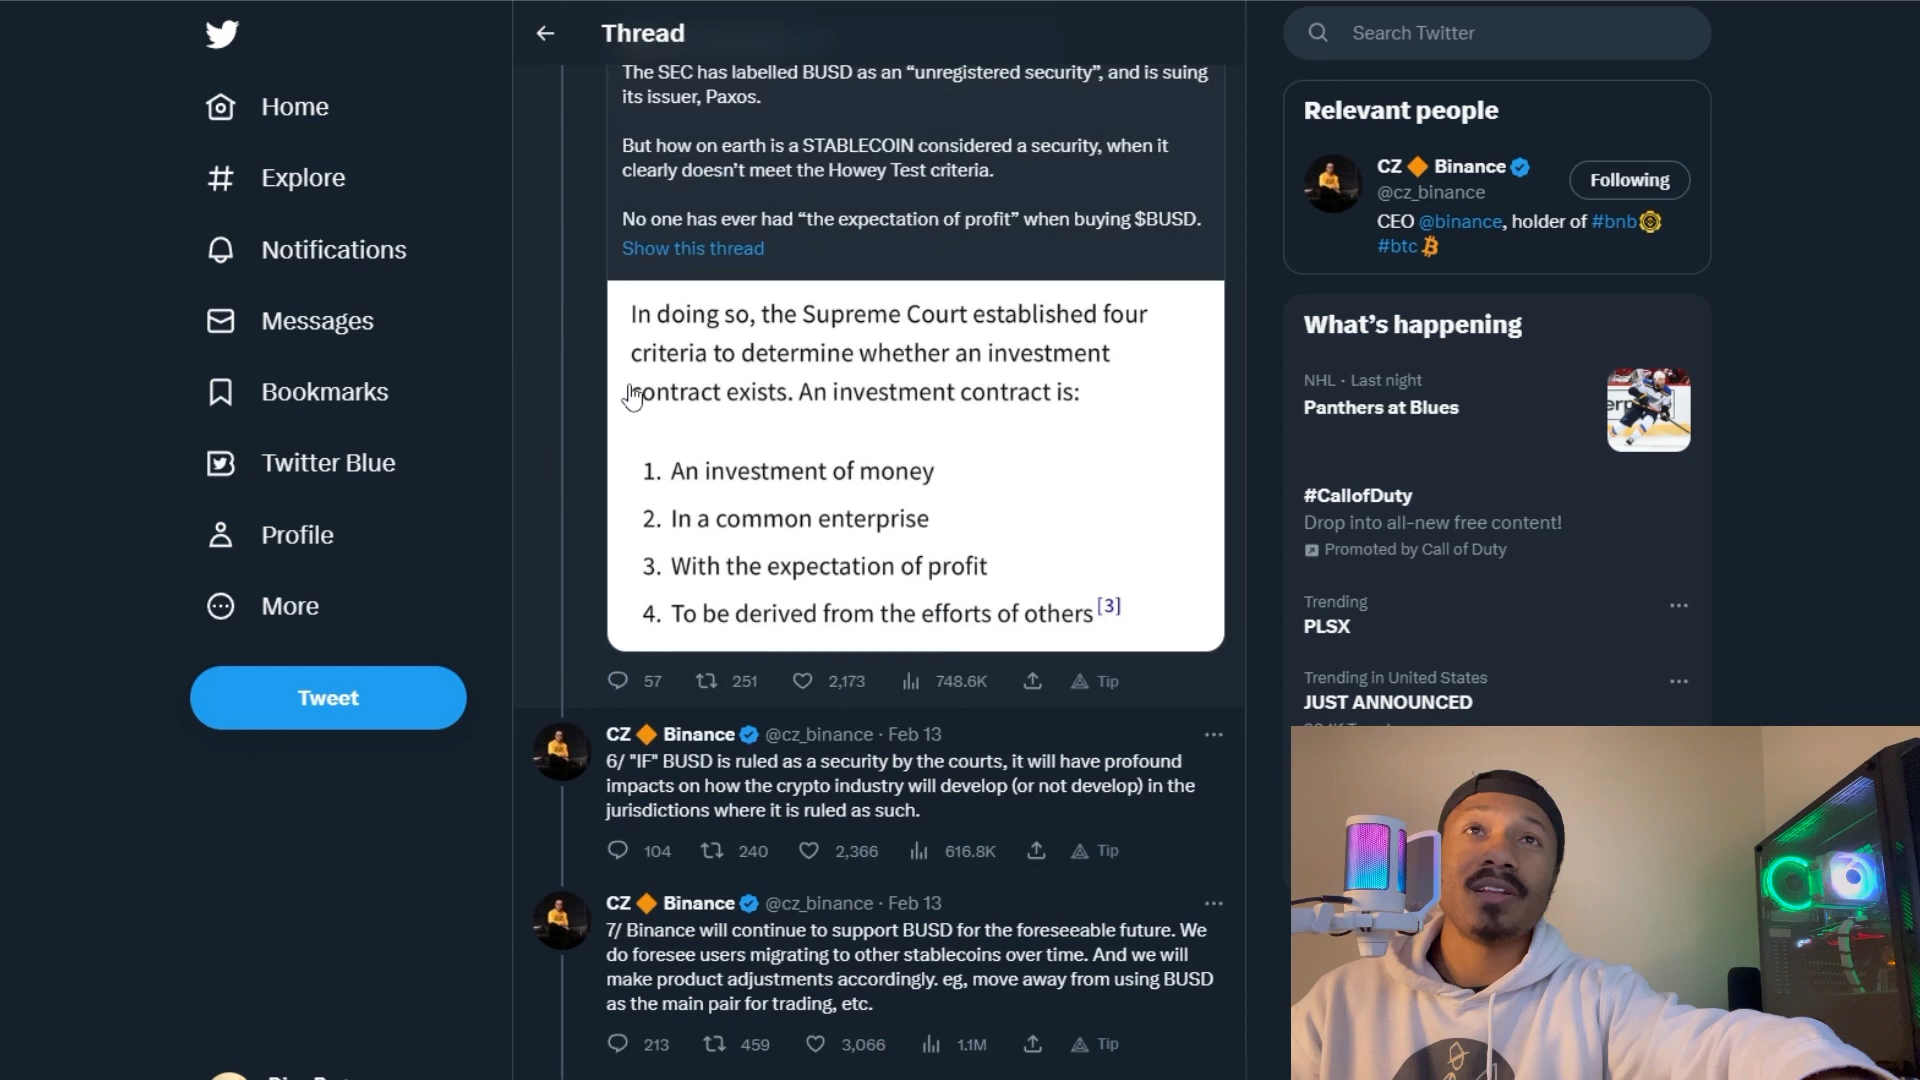 Home
Explore
Notifications
Messages
Bookmarks
Twitter Blue
Profile
More
Tweet
Thread
The SEC has labelled BUSD as an “unregistered security”, and is suing
its issuer, Paxos.
But how on earth is a STABLECOIN considered a security, when it
clearly doesn’t meet the Howey Test criteria.
No one has ever had “the expectation of profit” when buying $BUSD.
Show this thread
In doing so, the Supreme Court established four
criteria to determine whether an investment
contract exists. An investment contract is:
1. An investment of money
2. In a common enterprise
3. With the expectation of profit
4. To be derived from the efforts of others [3]
57 251 2,173 748.6K Tip
CZ Binance @cz_binance · Feb 13
6/ "IF" BUSD is ruled as a security by the courts, it will have profound
impacts on how the crypto industry will develop (or not develop) in the
jurisdictions where it is ruled as such.
104 240 2,366 616.8K Tip
CZ Binance @cz_binance · Feb 13
7/ Binance will continue to support BUSD for the foreseeable future. We
do foresee users migrating to other stablecoins over time. And we will
make product adjustments accordingly. eg, move away from using BUSD
as the main pair for trading, etc.
213 459 3,066 1.1M Tip
Search Twitter
Relevant people
CZ Binance
@cz_binance
Following
CEO @binance, holder of #bnb
#btc
What’s happening
NHL · Last night
Panthers at Blues
#CallofDuty
Drop into all-new free content!
Promoted by Call of Duty
Trending
PLSX
Trending in United States
JUST ANNOUNCED